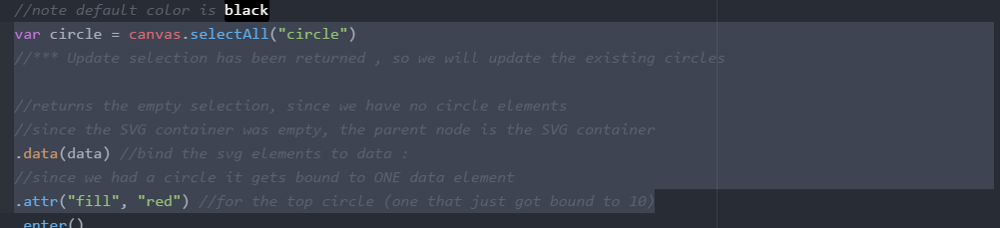 //note default color is black
var circle = canvas.selectAll("circle")
//*** Update selection has been returned , so we will update the existing circles
//returns the empty selection, since we have no circle elements
//since the SVG container was empty, the parent node is the SVG container
.data(data) //bind the svg elements to data :
//since we had a circle it gets bound to ONE data element
.attr("fill", "red") //for the top circle (one that just got bound to 10)
.enter()